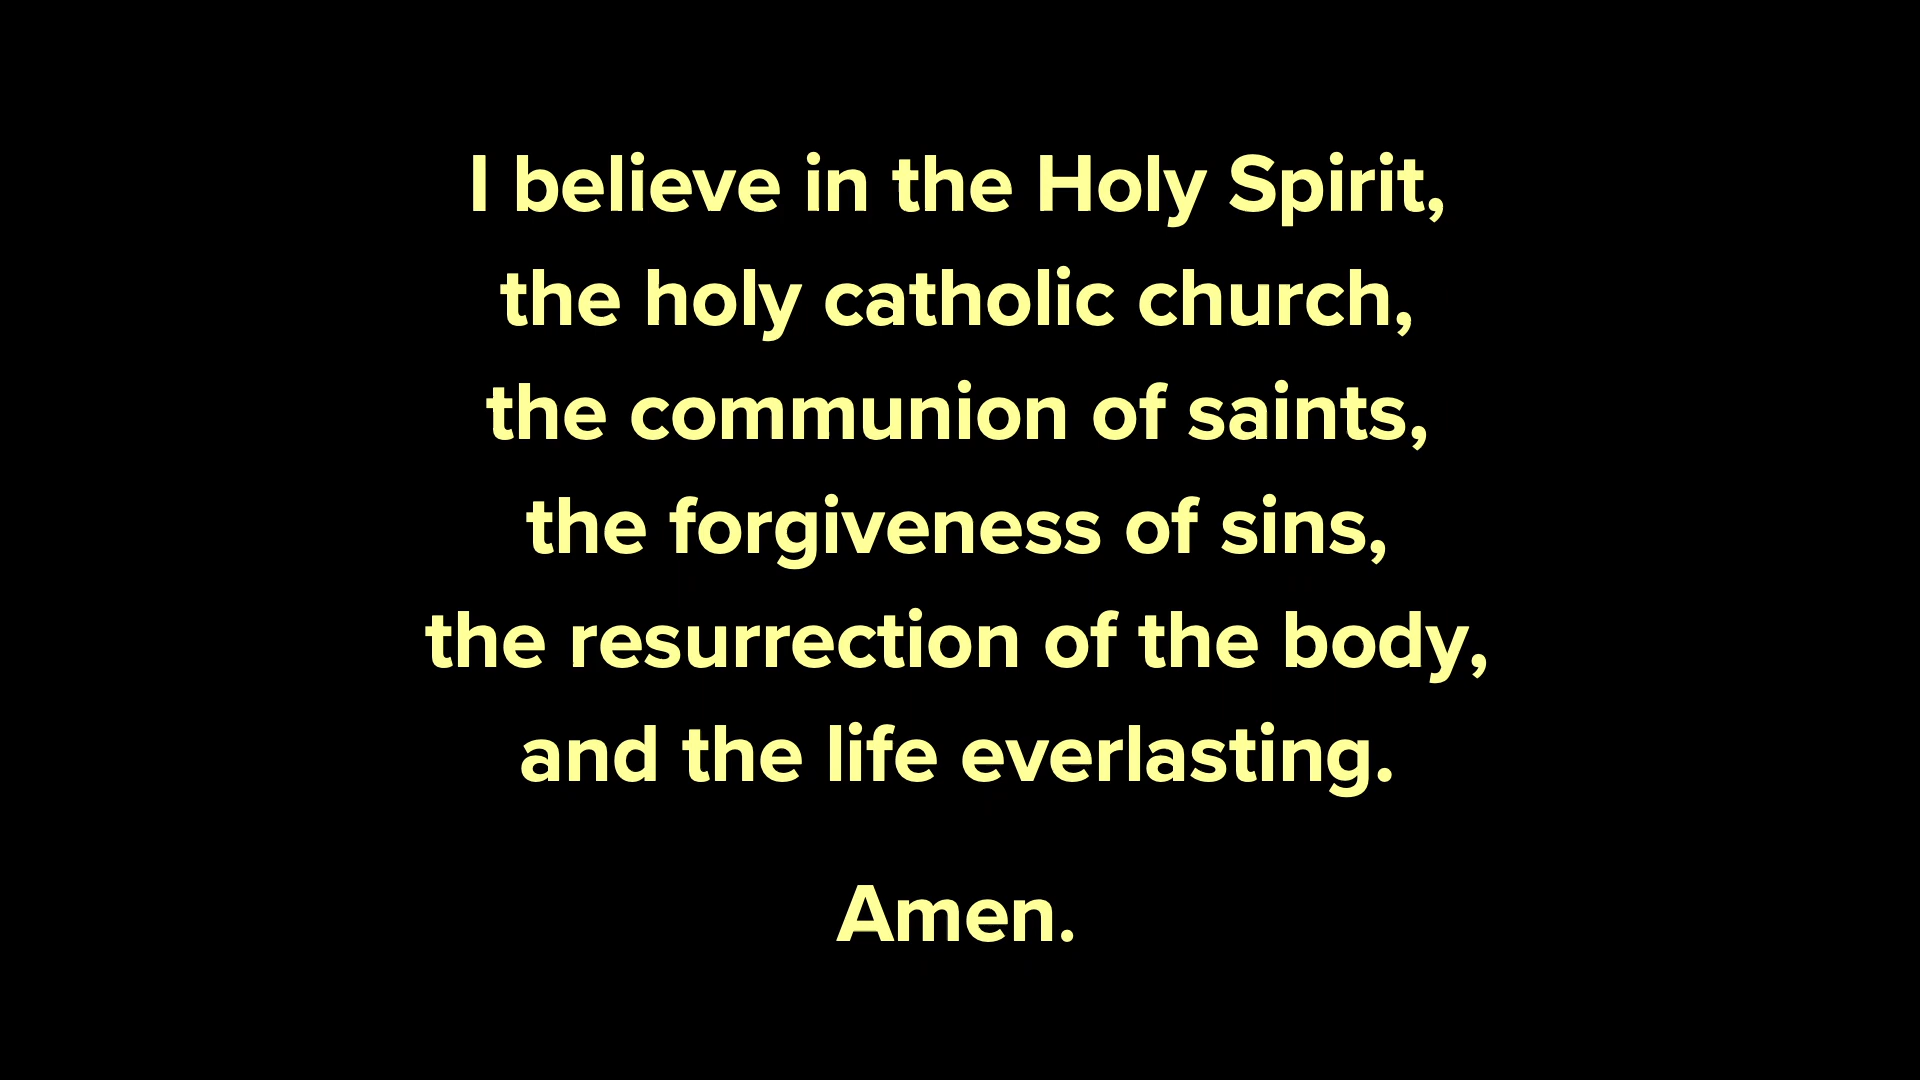 I believe in the Holy Spirit,
the holy catholic church,
the communion of saints,
the forgiveness of sins,
the resurrection of the body,
and the life everlasting.
Amen.